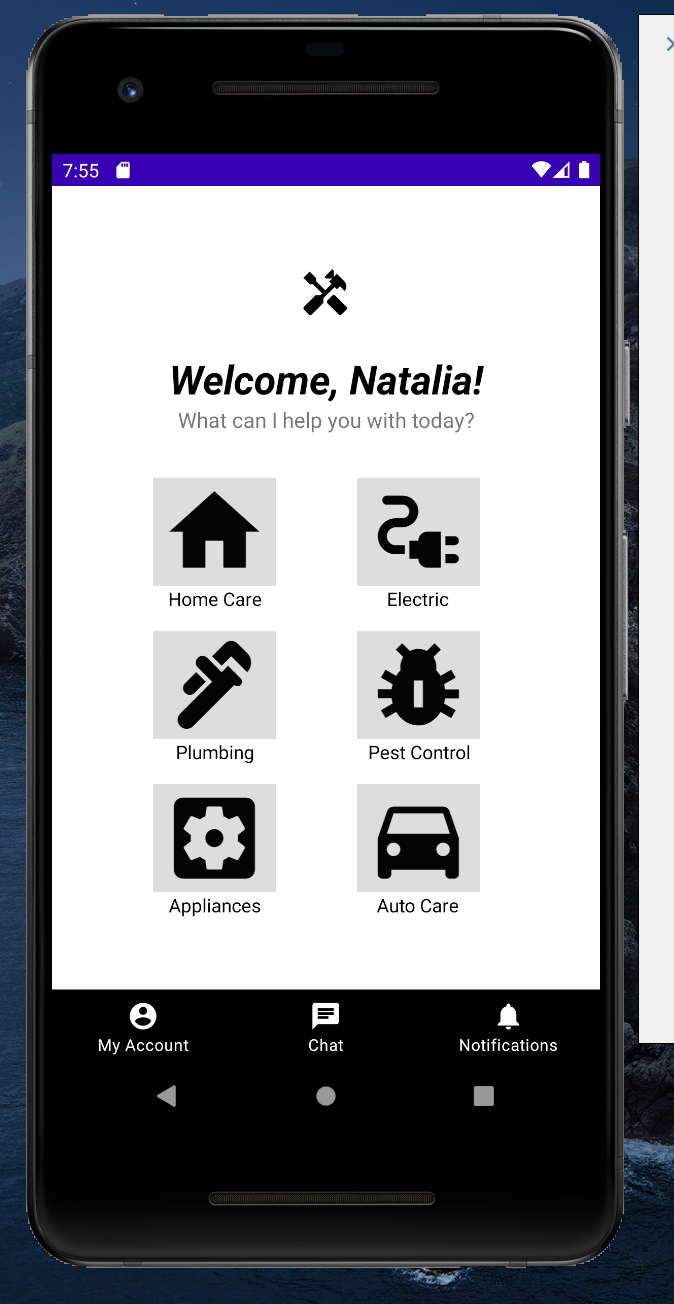 7:55
Welcome, Natalia!
What can I help you with today?
Home Care
Electric
Plumbing
Pest Control
Appliances
Auto Care
My Account
Chat
Notifications